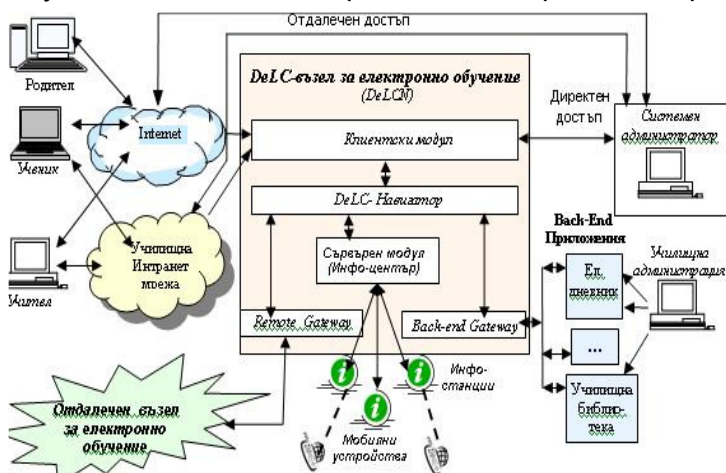 Отдалечен достъп
Родител
Ученик
Учител
Internet
Училищна
Интранет
мрежа
DeLC-възел за електронно обучение
(DeLCN)
Клиентски модул
DeLC- Навигатор
Сървърен модул
(Инфо-център)
Remote Gateway
Back-end Gateway
Директен
достъп
Системен
администратор
Back-End
Приложения
Училищна
администрация
Ел.
дневник
...
Училищна
библио-
тека
Инфо-
станции
Мобилни
устройства
Отдалечен възел
за електронно
обучение